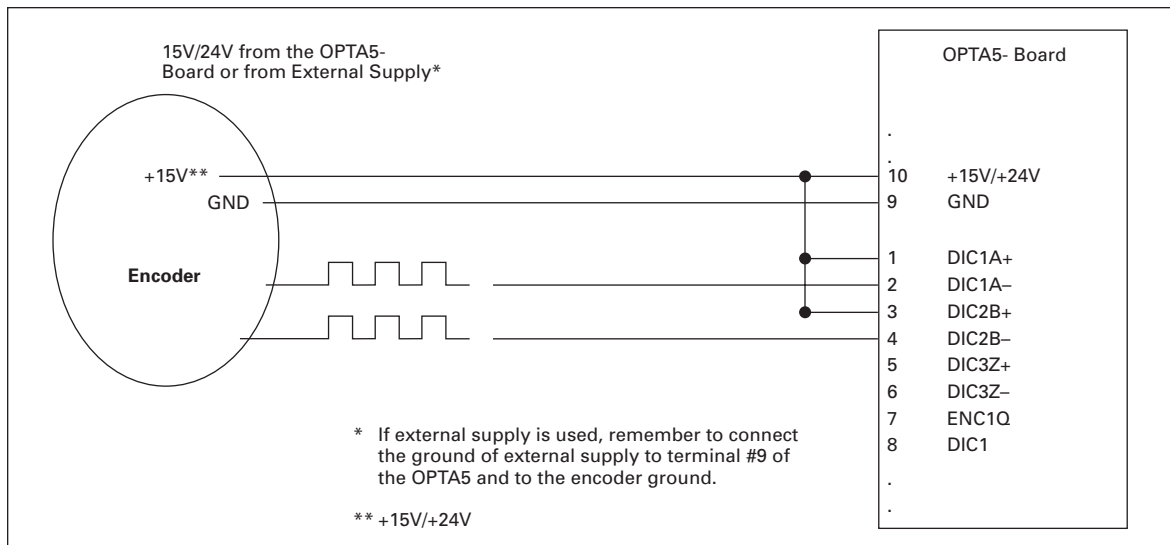 15V/24V from the OPTA5-
Board or from External Supply*
OPTA5- Board
.
.
+15V**
10 +15V/+24V
GND
9 GND
Encoder
1 DIC1A+
2 DIC1A–
3 DIC2B+
4 DIC2B–
5 DIC3Z+
6 DIC3Z–
7 ENC1Q
8 DIC1
.
.
* If external supply is used, remember to connect
the ground of external supply to terminal #9 of
the OPTA5 and to the encoder ground.
** +15V/+24V